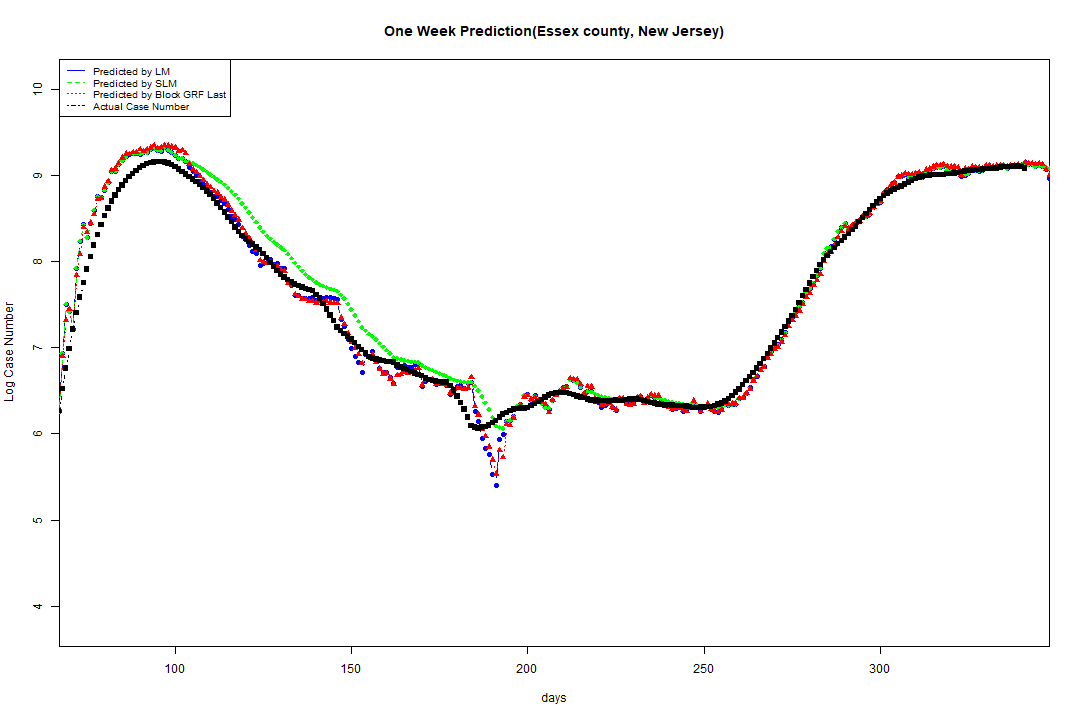 One Week Prediction(Essex county, New Jersey)
Predicted by LM
Predicted by SLM
Predicted by Block GRF Last
Actual Case Number
10
9
8
7
6
5
4
Log Case Number
100 150 200 250 300
days